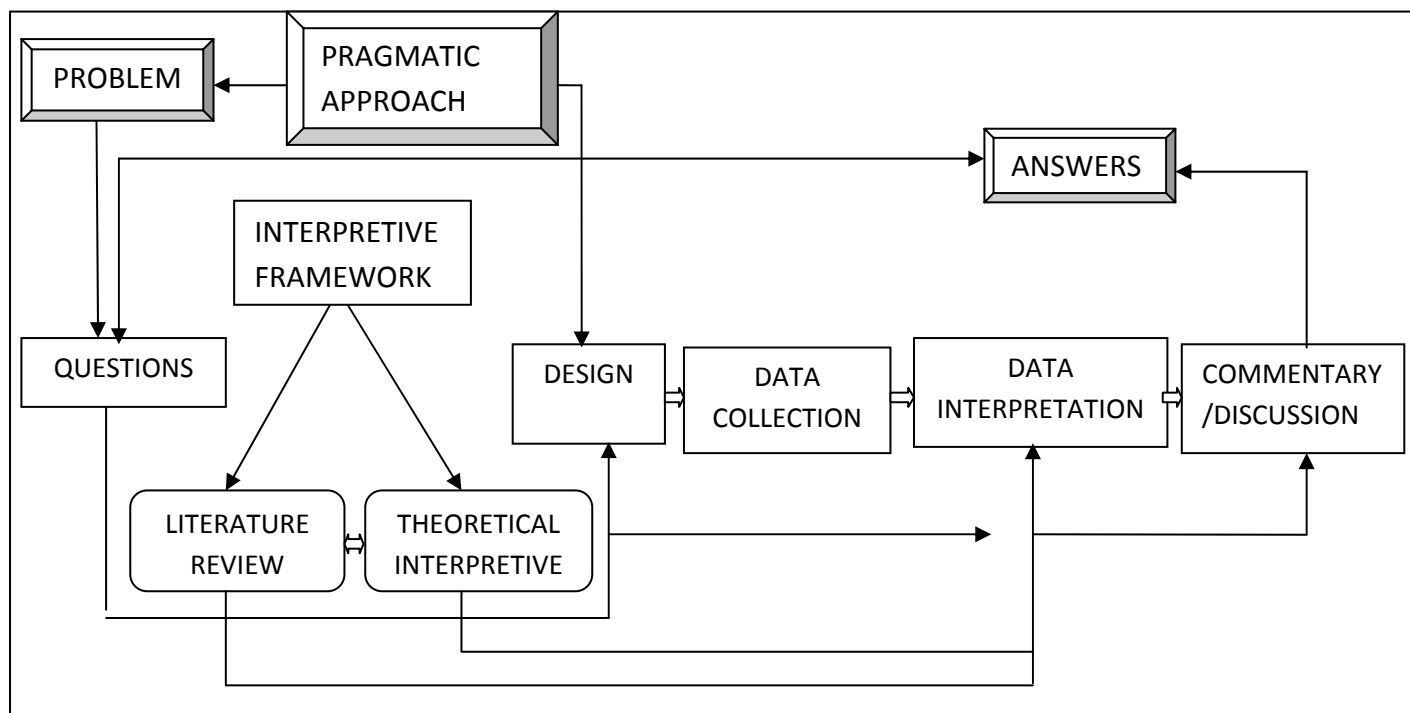 PROBLEM
PRAGMATIC
APPROACH
ANSWERS
INTERPRETIVE
FRAMEWORK
QUESTIONS
DESIGN
DATA
COLLECTION
DATA
INTERPRETATION
COMMENTARY
/DISCUSSION
LITERATURE
REVIEW
THEORETICAL
INTERPRETIVE